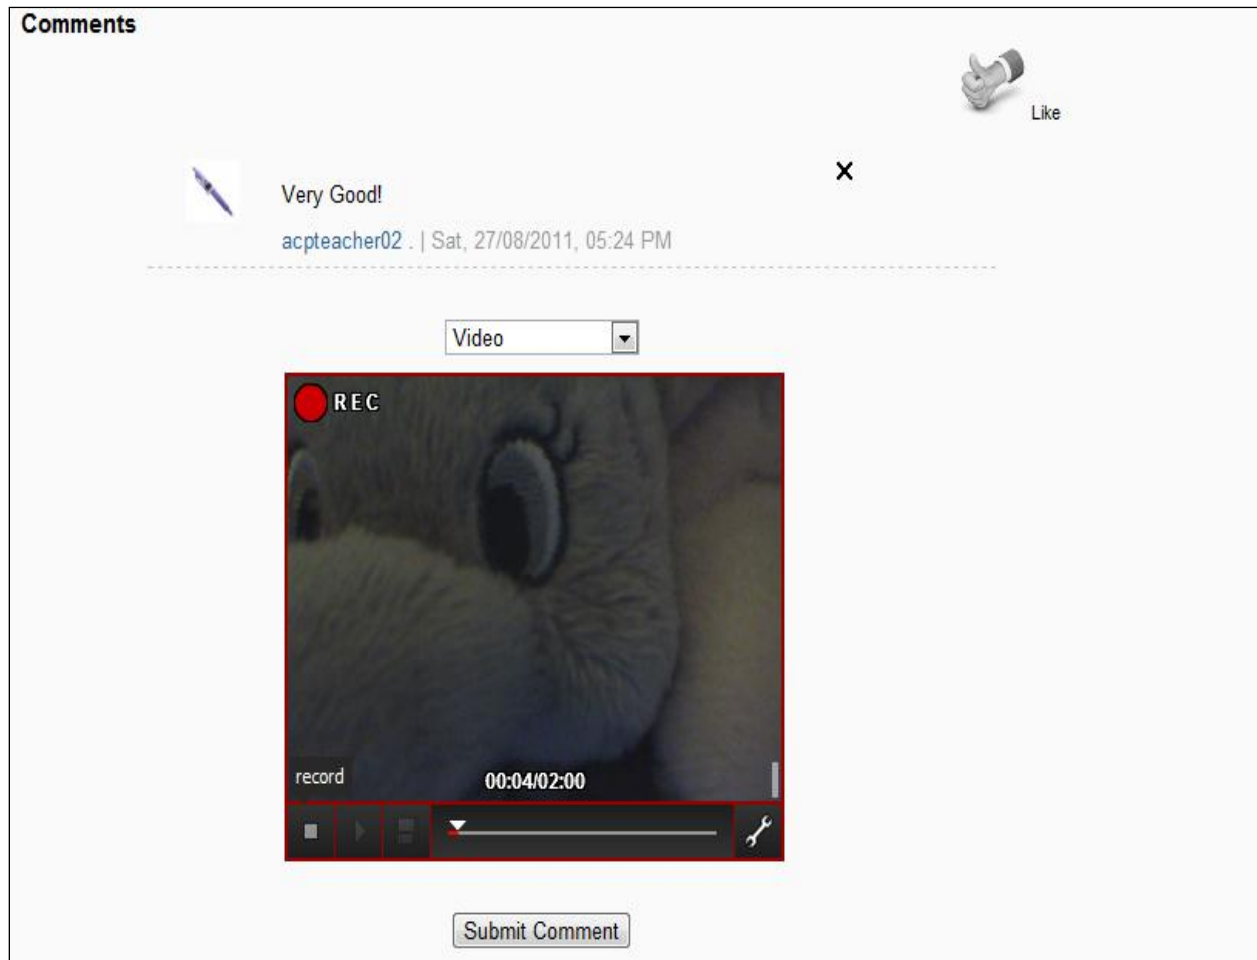 Comments
Like
Very Good!
acpteacher02 . | Sat, 27/08/2011, 05:24 PM
Video
REC
record
00:04/02:00
Submit Comment